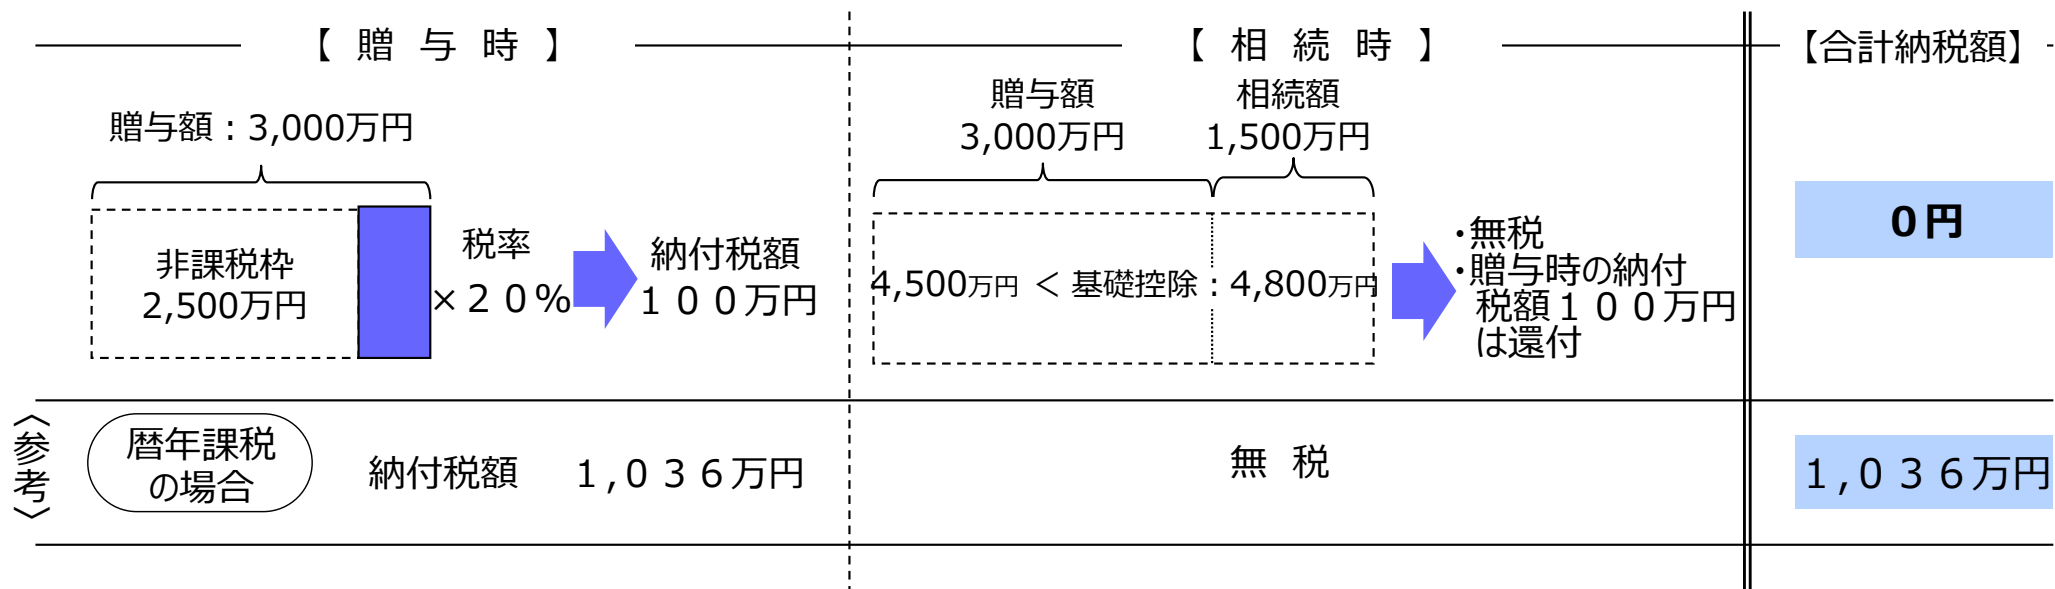 【 贈 与 時 】
【 相 続 時 】
【合計納税額】
贈与額：3,000万円
非課税枠
2,500万円
税率
×２０％
納付税額
１００万円
贈与額
3,000万円
相続額
1,500万円
4,500万円 ＜ 基礎控除：4,800万円
・無税
・贈与時の納付
税額１００万円
は還付
０円
〈参考〉
暦年課税
の場合
納付税額　１,０３６万円
無 税
１,０３６万円